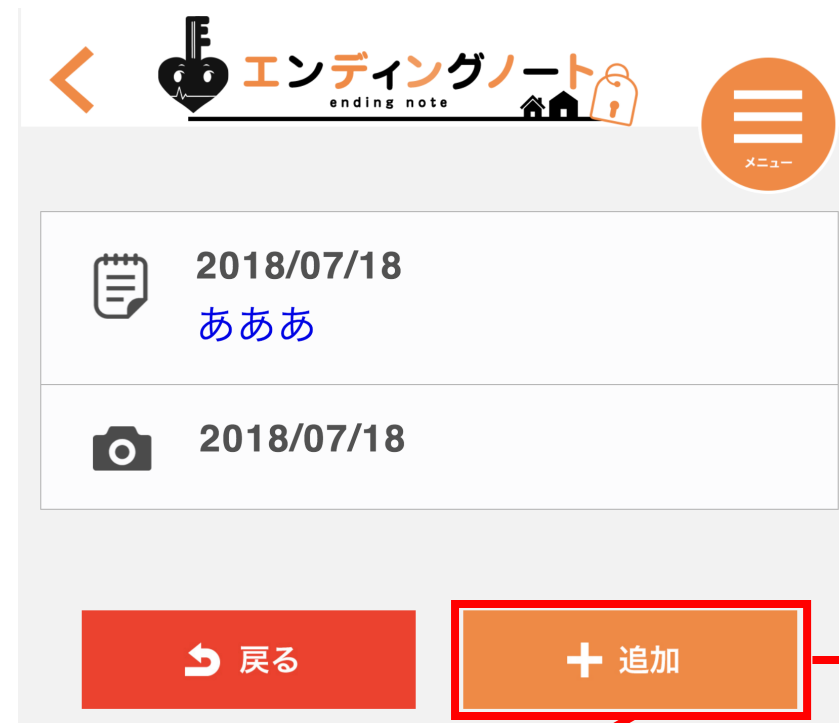 エンディングノート
ending note
メニュー
2018/07/18
あああ
2018/07/18
戻る
追加